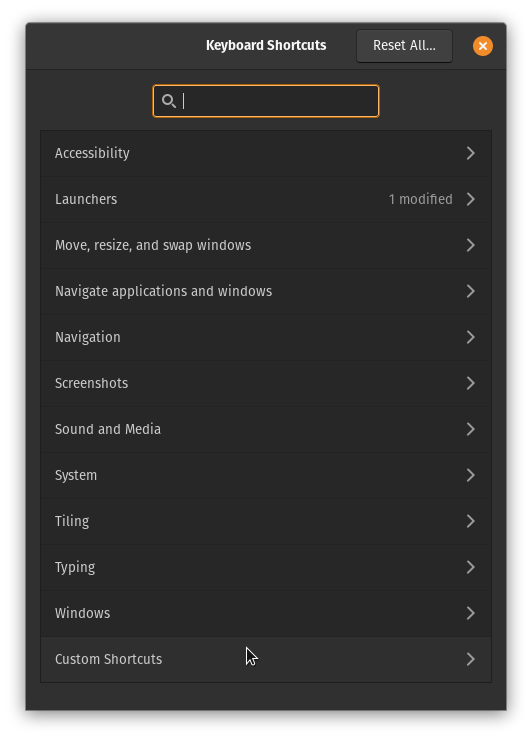 Keyboard Shortcuts
Reset All...
Accessibility
Launchers 1 modified
Move, resize, and swap windows
Navigate applications and windows
Navigation
Screenshots
Sound and Media
System
Tiling
Typing
Windows
Custom Shortcuts